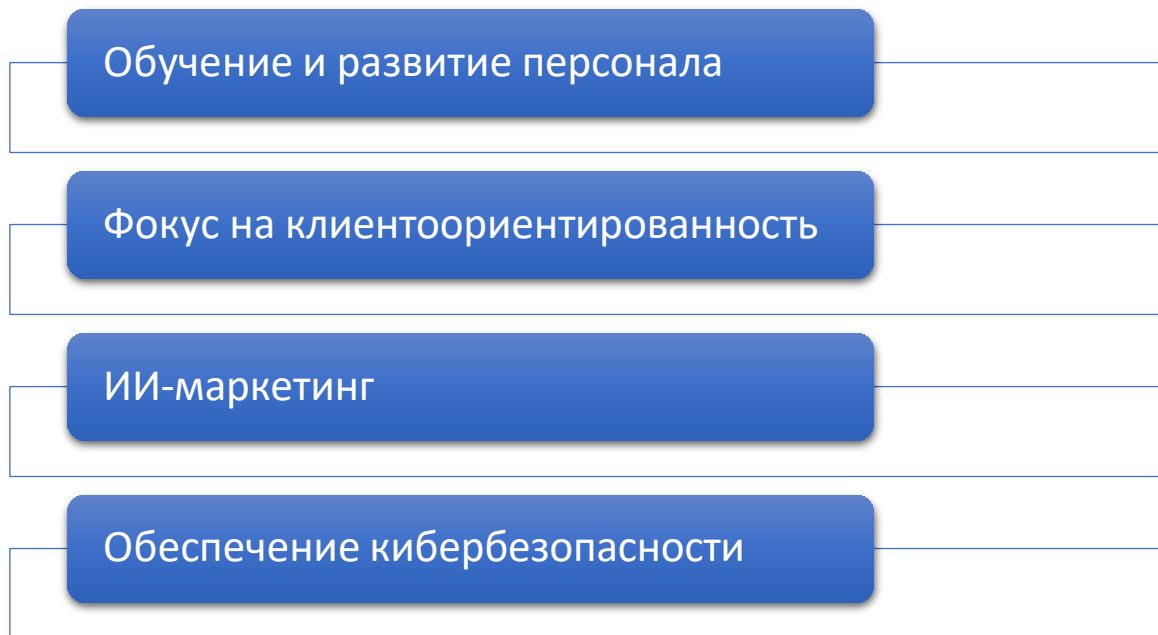 Обучение и развитие персонала
Фокус на клиентоориентированность
ИИ-маркетинг
Обеспечение кибербезопасности